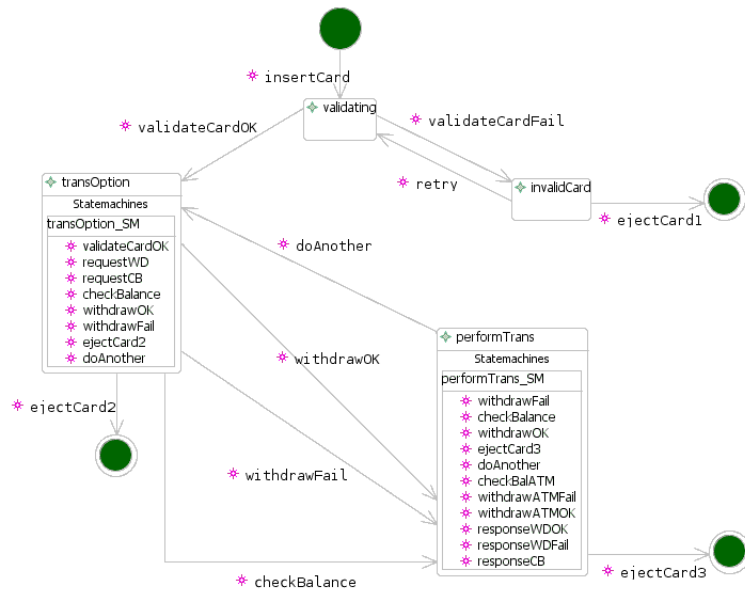 insertCard
validating
validateCardOK
validateCardFail
transOption
retry
invalidCard
Statemachines
ejectCard1
transOption_SM
doAnother
validateCardOK
requestWD
requestCB
checkBalance
withdrawOK
withdrawFail
ejectCard2
doAnother
performTrans
withdrawOK
Statemachines
performTrans_SM
ejectCard2
withdrawFail
checkBalance
withdrawOK
ejectCard3
doAnother
checkBalATM
withdrawATMFail
withdrawATMOK
responseWDOK
responseWDFail
responseCB
withdrawFail
ejectCard3
checkBalance